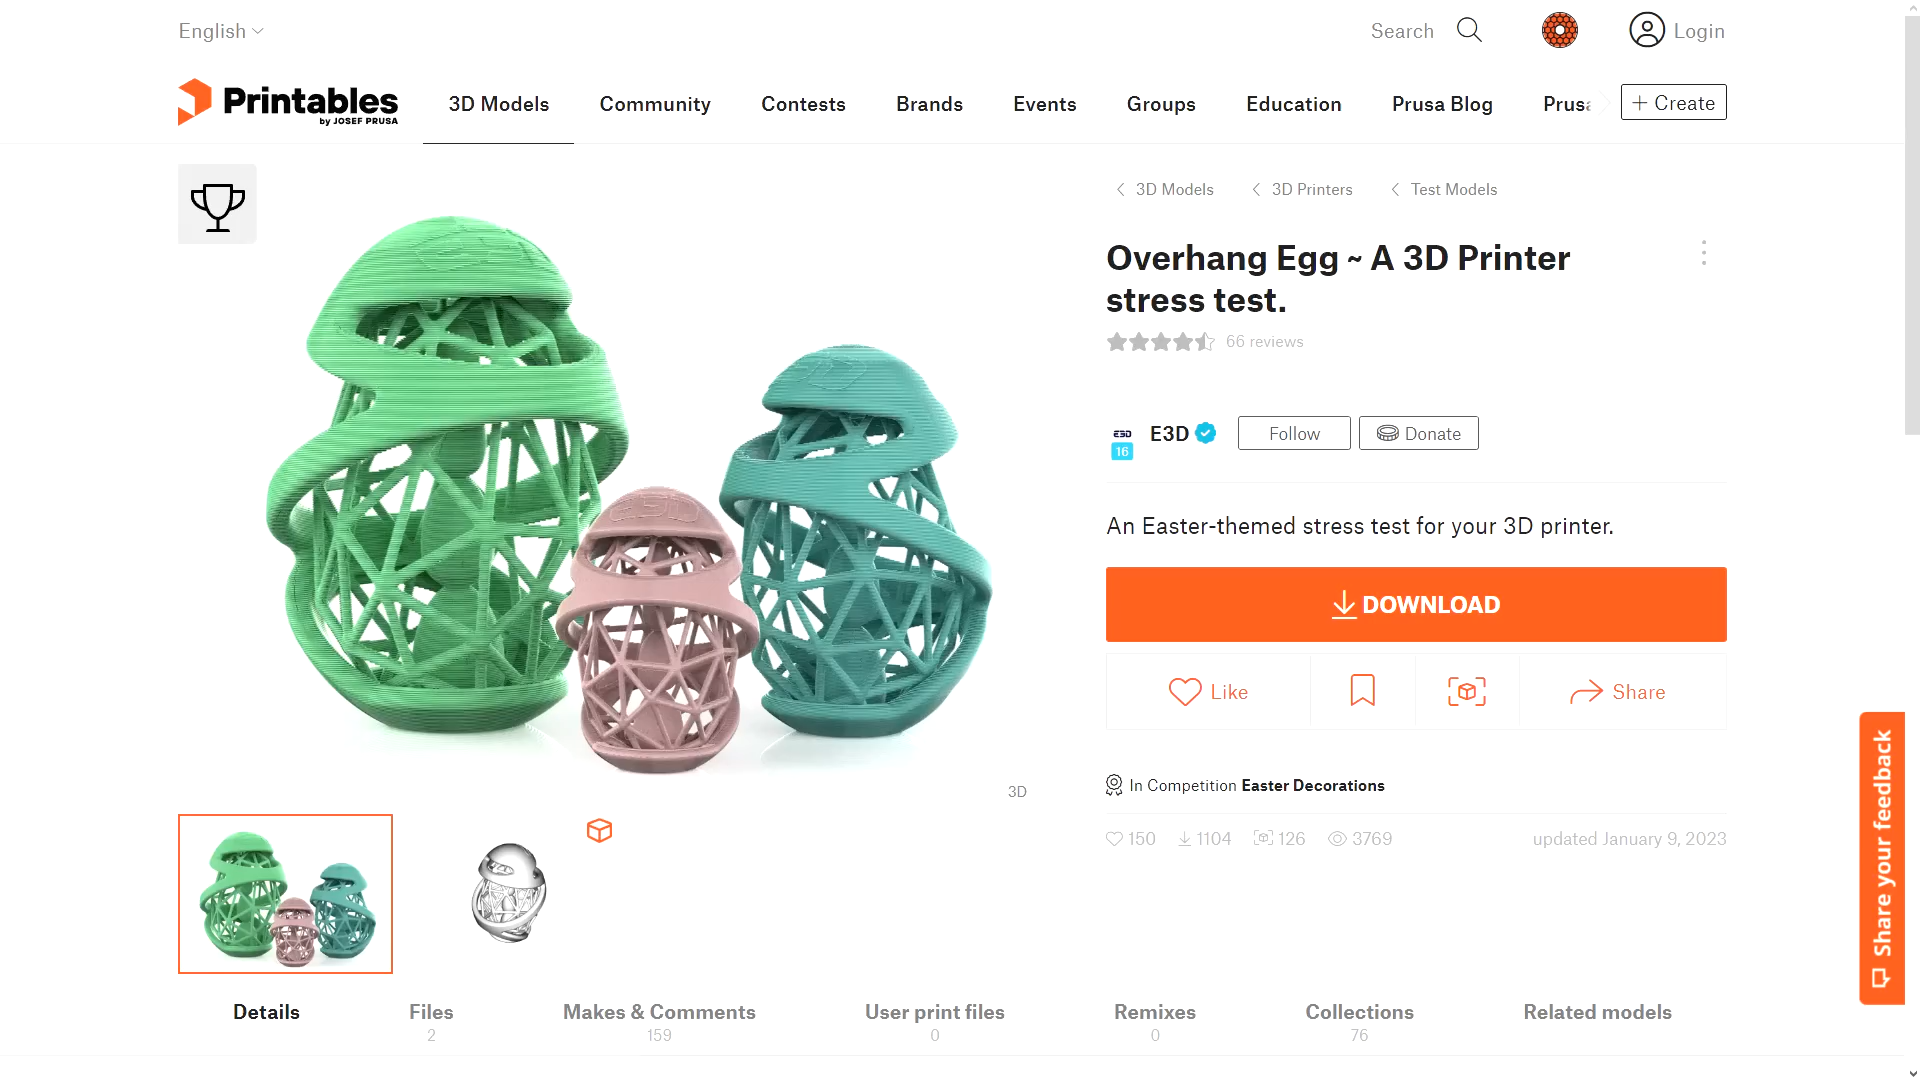 English
Search
Login
Printables
by JOSEF PRUSA
3D Models
Community
Contests
Brands
Events
Groups
Education
Prusa Blog
+ Create
3D Models
3D Printers
Test Models
Overhang Egg ~ A 3D Printer
stress test.
66 reviews
E3D
16
E3D
Follow
Donate
An Easter-themed stress test for your 3D printer.
DOWNLOAD
Like
Share
In Competition Easter Decorations
150
1104
126
3769
updated January 9, 2023
3D
Share your feedback
Details
Files
2
Makes & Comments
159
User print files
0
Remixes
0
Collections
76
Related models